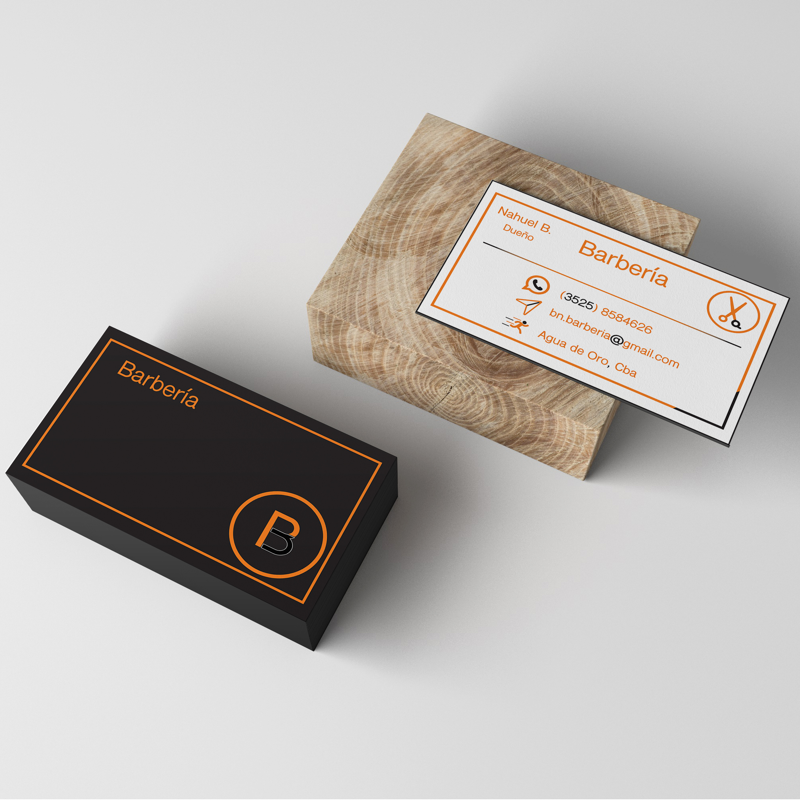 Nahuel B.
Dueño
Barbería
(3525) 8584626
bn.barberia@gmail.com
Agua de Oro, Cba
Barbería
B